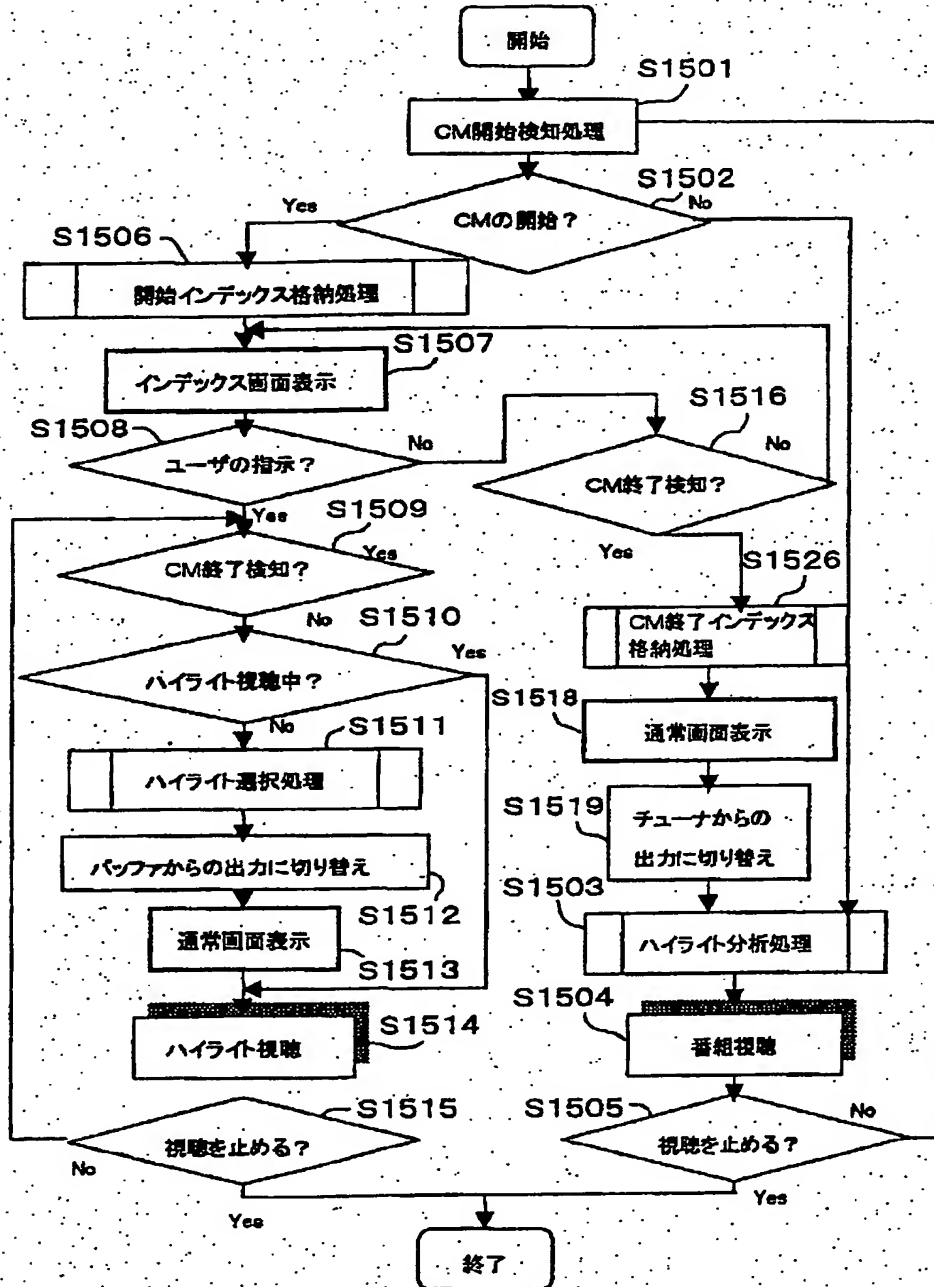 開始
S1501
CM開始検知処理
S1502
Yes
CMの開始？
No
S1506
開始インデックス格納処理
S1507
インデックス画面表示
S1508
ユーザの指示？
No
S1516
CM終了検知？
No
Yes
Yes
S1509
CM終了検知？
Yes
No
S1526
CM終了インデックス
格納処理
S1510
ハイライト視聴中？
Yes
No
S1518
通常画面表示
S1511
ハイライト選択処理
S1519
チューナからの
出力に切り替え
バッファからの出力に切り替え
S1512
S1503
ハイライト分析処理
通常画面表示
S1513
S1504
番組視聴
ハイライト視聴
S1514
S1515
視聴を止める？
No
Yes
S1505
視聴を止める？
No
Yes
終了